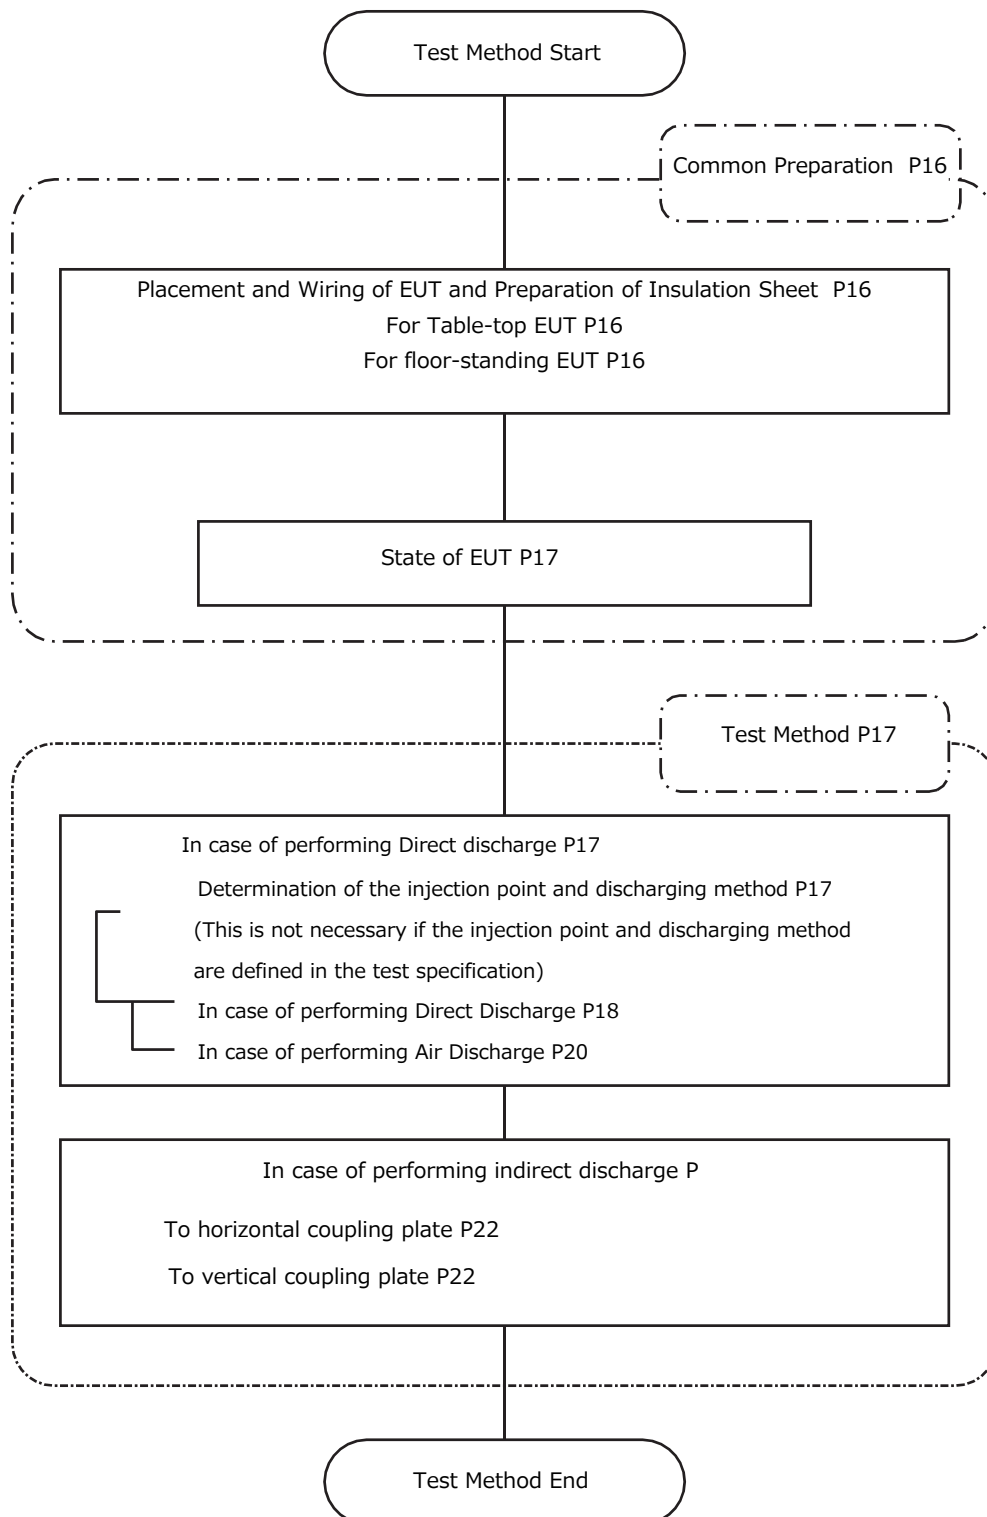 Test Method Start
Common Preparation P16
Placement and Wiring of EUT and Preparation of Insulation Sheet P16
For Table-top EUT P16
For floor-standing EUT P16
State of EUT P17
Test Method P17
In case of performing Direct discharge P17
Determination of the injection point and discharging method P17
(This is not necessary if the injection point and discharging method
are defined in the test specification)
In case of performing Direct Discharge P18
In case of performing Air Discharge P20
In case of performing indirect discharge P
To horizontal coupling plate P22
To vertical coupling plate P22
Test Method End